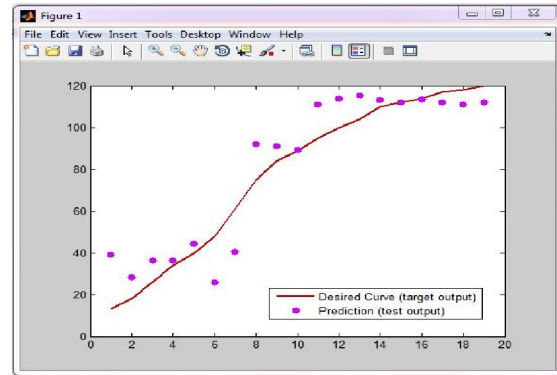 Figure 1
File Edit View Insert Tools Desktop Window Help
120
100
80
60
40
20
0
Desired Curve (target output)
Prediction (test output)
0 2 4 6 8 10 12 14 16 18 20